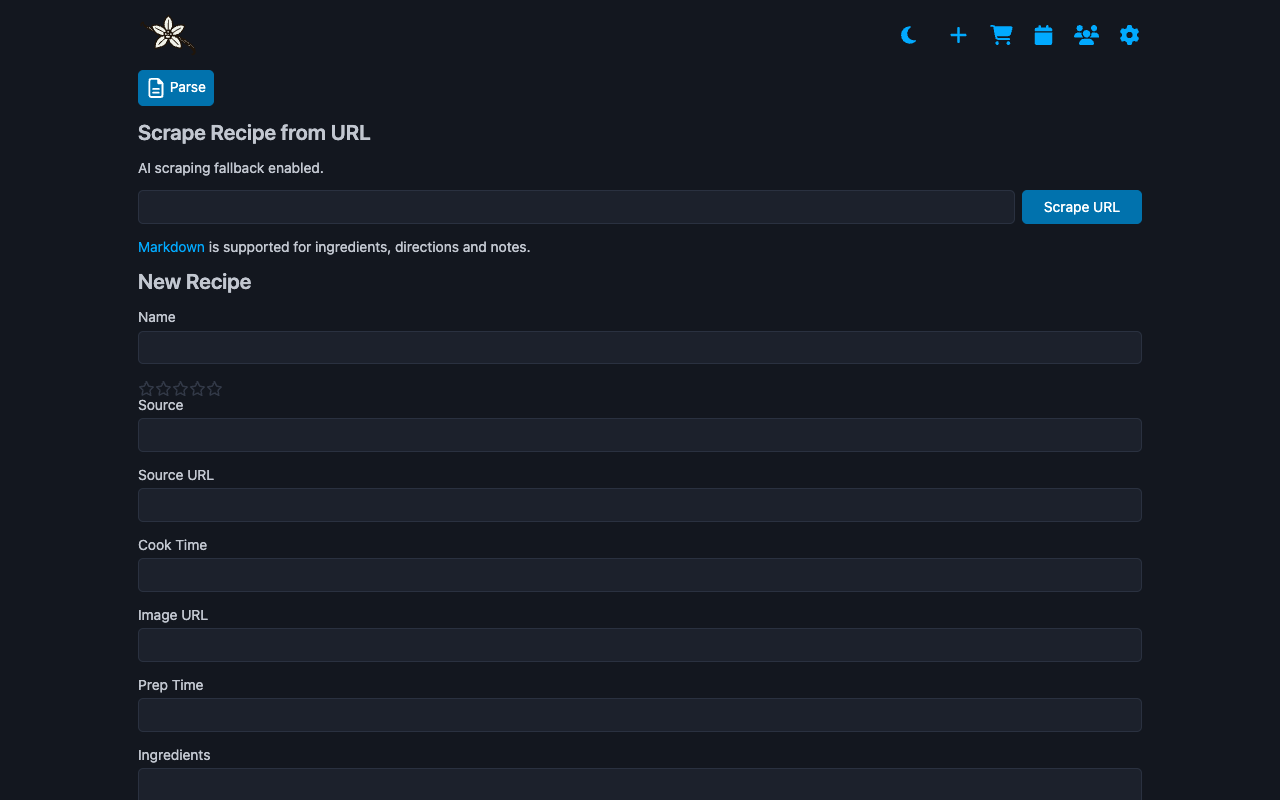 Parse
Scrape Recipe from URL
AI scraping fallback enabled.
Scrape URL
Markdown is supported for ingredients, directions and notes.
New Recipe
Name
Source
Source URL
Cook Time
Image URL
Prep Time
Ingredients